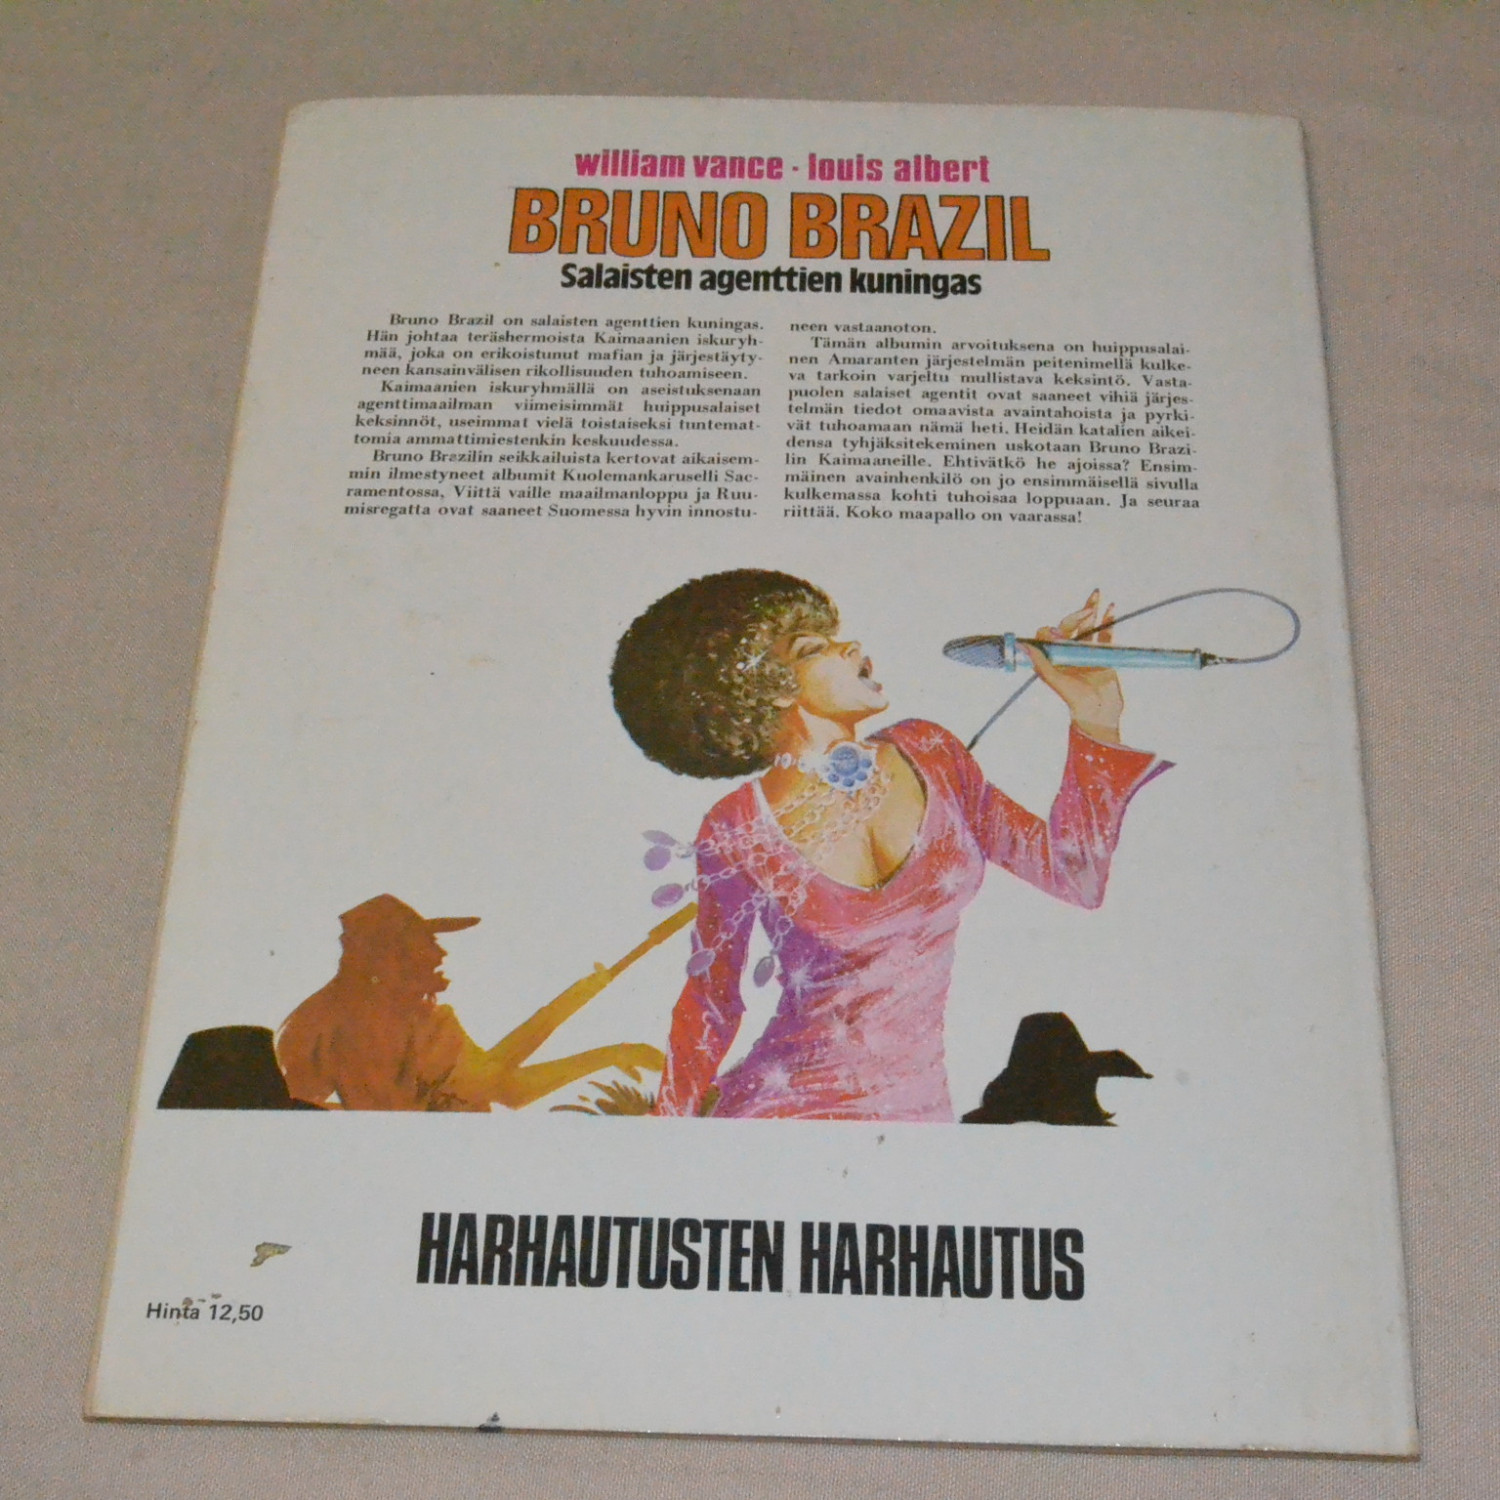 william vance · louis albert
BRUNO BRAZIL
Salaisten agenttien kuningas
Bruno Brazil on salaisten agenttien kuningas.
Hän johtaa teräshermoista Kaimaanien iskuryh-
mää, joka on erikoistunut mafian ja järjestäyty-
neen kansainvälisen rikollisuuden tuhoamiseen.
Kaimaanien iskuryhmällä on aseistuksenaan
agenttimaailman viimeisimmät huippusalaiset
keksinnöt, useimmat vielä toistaiseksi tuntemat-
tomia ammattimiestenkin keskuudessa.
Bruno Brazilin seikkailuista kertovat aikaisem-
min ilmestyneet albumit Kuolemankaruselli Sac-
ramentossa, Viittä vaille maailmanloppu ja Ruu-
misregatta ovat saaneet Suomessa hyvin innostu-
neen vastaanoton.
Tämän albumin arvoituksena on huippusalai-
nen Amaranten järjestelmän peitenimellä kulke-
va tarkoin varjeltu mullistava keksintö. Vasta-
puolen salaiset agentit ovat saaneet vihiä järjes-
telmän tiedot omaavista avaintahoista ja pyrki-
vät tuhoamaan nämä heti. Heidän katalien aikei-
densa tyhjäksitekeminen uskotaan Bruno Brazi-
lin Kaimaaneille. Ehtivätkö he ajoissa? Ensim-
mäinen avainhenkilö on jo ensimmäisellä sivulla
kulkemassa kohti tuhoisaa loppuaan. Ja seuraa
riittää. Koko maapallo on vaarassa!
HARHAUTUSTEN HARHAUTUS
Hinta 12,50